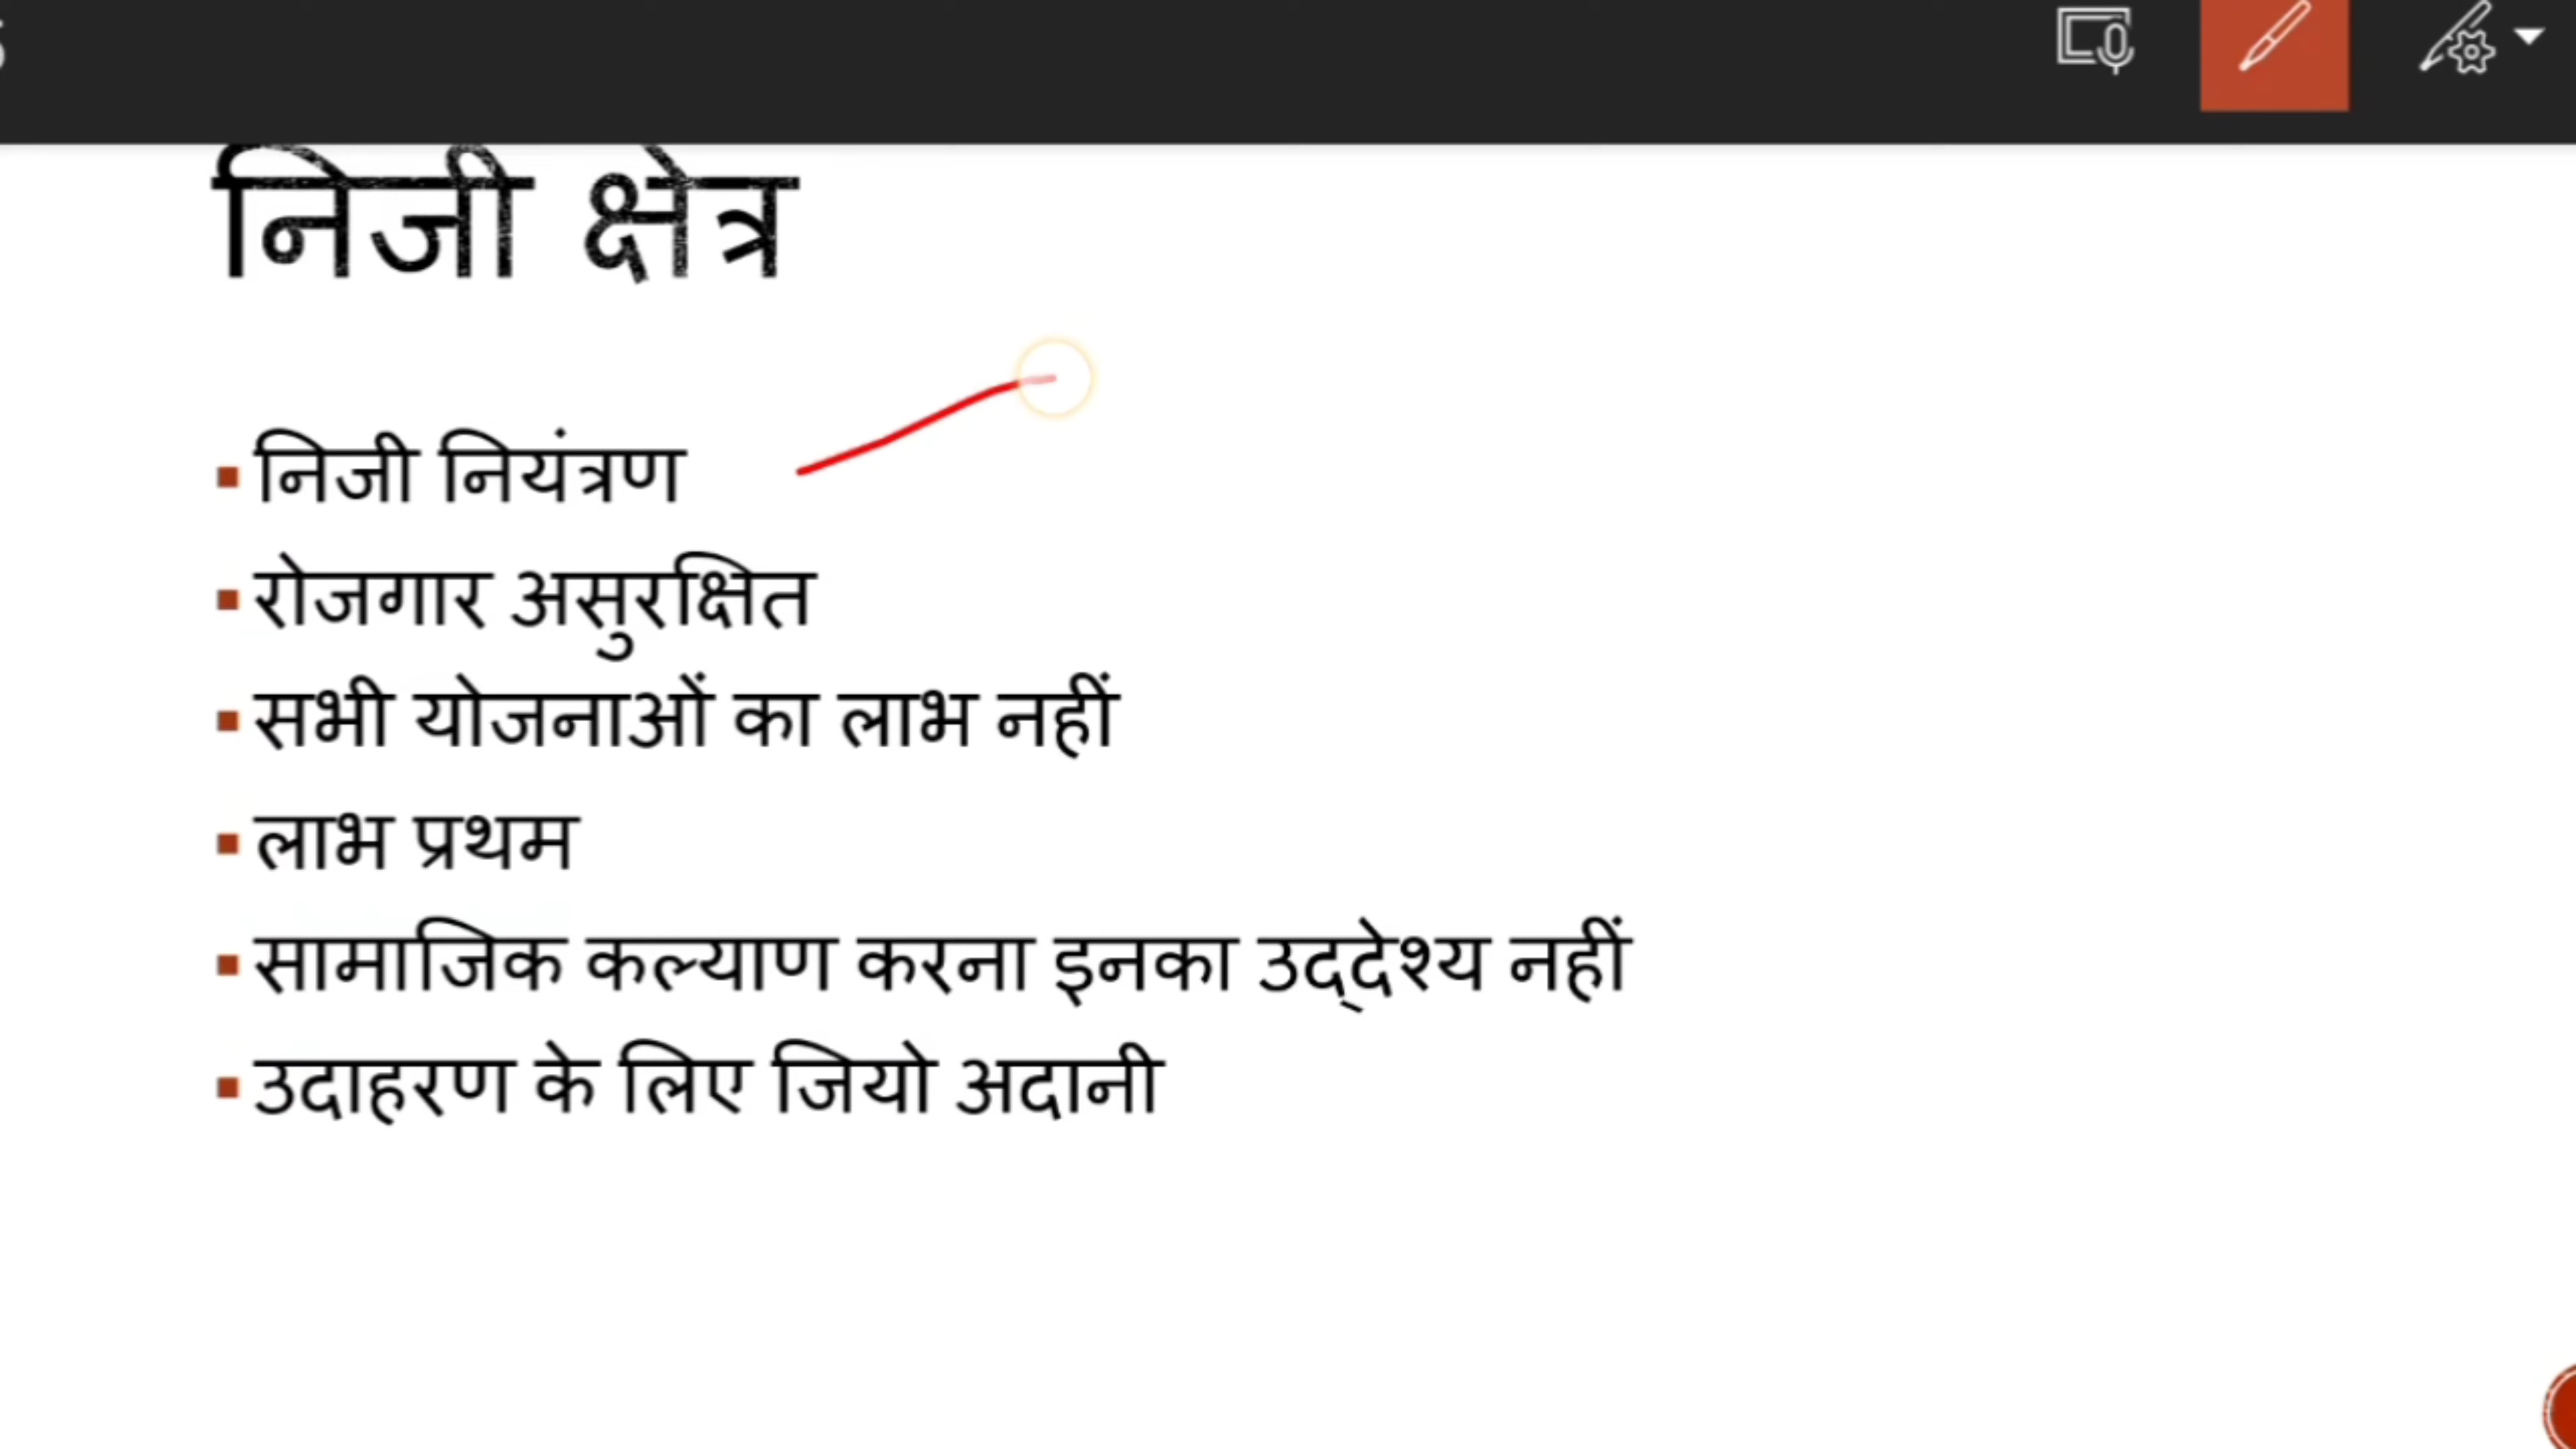 निजी क्षेत्र
निजी नियंत्रण
रोजगार असुरक्षित
सभी योजनाओं का लाभ नहीं
लाभ प्रथम
सामाजिक कल्याण करना इनका उद्देश्य नहीं
उदाहरण के लिए जियो अदानी